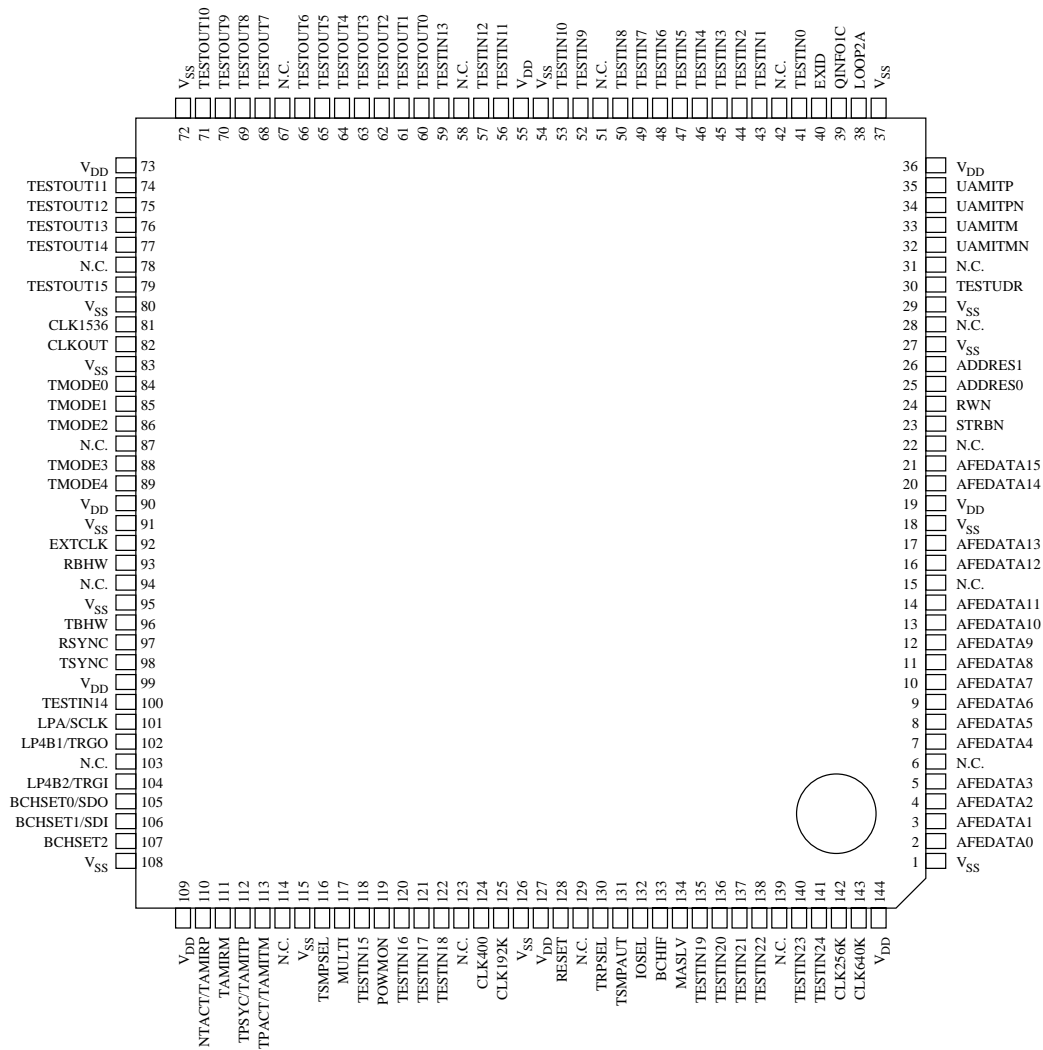 VSS
TESTOUT10
TESTOUT9
TESTOUT8
TESTOUT7
N.C.
TESTOUT6
TESTOUT5
TESTOUT4
TESTOUT3
TESTOUT2
TESTOUT1
TESTOUT0
TESTIN13
N.C.
TESTIN12
TESTIN11
VDD
VSS
TESTIN10
TESTIN9
N.C.
TESTIN8
TESTIN7
TESTIN6
TESTIN5
TESTIN4
TESTIN3
TESTIN2
TESTIN1
N.C.
TESTIN0
EXID
QINFO1C
LOOP2A
VSS
72
71
70
69
68
67
66
65
64
63
62
61
60
59
58
57
56
55
54
53
52
51
50
49
48
47
46
45
44
43
42
41
40
39
38
37
VDD 73
TESTOUT11 74
TESTOUT12 75
TESTOUT13 76
TESTOUT14 77
N.C. 78
TESTOUT15 79
VSS 80
CLK1536 81
CLKOUT 82
VSS 83
TMODE0 84
TMODE1 85
TMODE2 86
N.C. 87
TMODE3 88
TMODE4 89
VDD 90
VSS 91
EXTCLK 92
RBHW 93
N.C. 94
VSS 95
TBHW 96
RSYNC 97
TSYNC 98
VDD 99
TESTIN14 100
LPA/SCLK 101
LP4B1/TRGO 102
N.C. 103
LP4B2/TRGI 104
BCHSET0/SDO 105
BCHSET1/SDI 106
BCHSET2 107
VSS 108
36 VDD
35 UAMITP
34 UAMITPN
33 UAMITM
32 UAMITMN
31 N.C.
30 TESTUDR
29 VSS
28 N.C.
27 VSS
26 ADDRES1
25 ADDRES0
24 RWN
23 STRBN
22 N.C.
21 AFEDATA15
20 AFEDATA14
19 VDD
18 VSS
17 AFEDATA13
16 AFEDATA12
15 N.C.
14 AFEDATA11
13 AFEDATA10
12 AFEDATA9
11 AFEDATA8
10 AFEDATA7
9 AFEDATA6
8 AFEDATA5
7 AFEDATA4
6 N.C.
5 AFEDATA3
4 AFEDATA2
3 AFEDATA1
2 AFEDATA0
1 VSS
109
110
111
112
113
114
115
116
117
118
119
120
121
122
123
124
125
126
127
128
129
130
131
132
133
134
135
136
137
138
139
140
141
142
143
144
VDD
NTACT/TAMIRP
TAMIRM
TPSYC/TAMITP
TPACT/TAMITM
N.C.
VSS
TSMPSEL
MULTI
TESTIN15
POWMON
TESTIN16
TESTIN17
TESTIN18
N.C.
CLK400
CLK192K
VSS
VDD
RESET
N.C.
TRPSEL
TSMPAUT
IOSEL
BCHIF
MASLV
TESTIN19
TESTIN20
TESTIN21
TESTIN22
N.C.
TESTIN23
TESTIN24
CLK256K
CLK640K
VDD